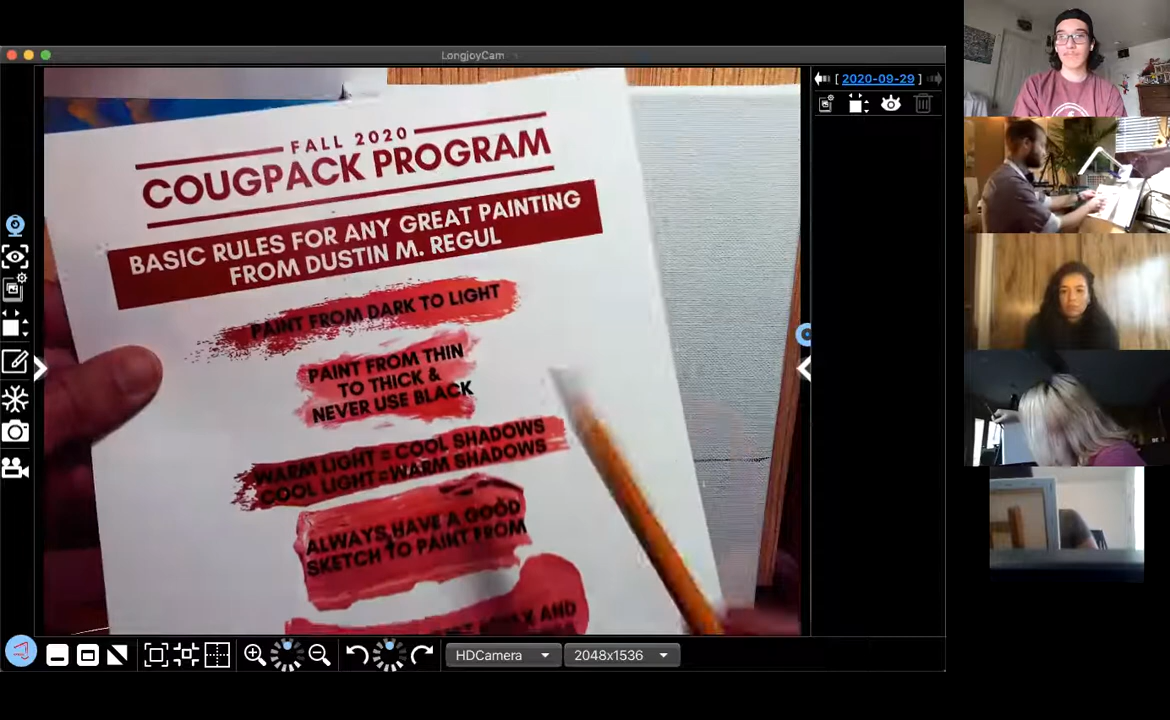 LongjoyCam
[ 2020-09-29 ]
FALL 2020
COUGPACK PROGRAM
BASIC RULES FOR ANY GREAT PAINTING
FROM DUSTIN M. REGUL
PAINT FROM DARK TO LIGHT
PAINT FROM THIN
TO THICK &
NEVER USE BLACK
WARM LIGHT = COOL SHADOWS
COOL LIGHT = WARM SHADOWS
ALWAYS HAVE A GOOD
SKETCH TO PAINT FROM
AND
HDCamera
2048x1536